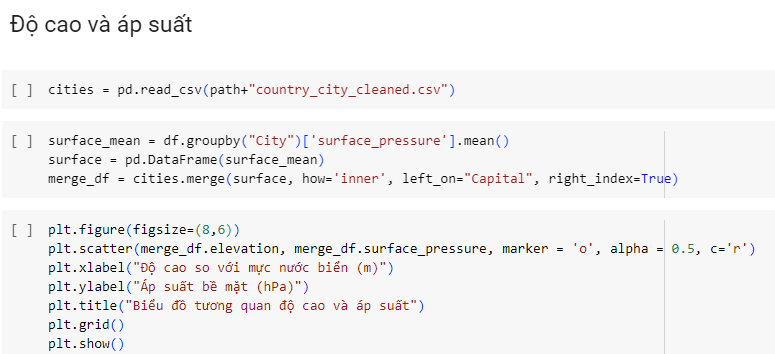 Độ cao và áp suất
[ ] cities = pd.read_csv(path+"country_city_cleaned.csv")
[ ] surface_mean = df.groupby("City")['surface_pressure'].mean()
surface = pd.DataFrame(surface_mean)
merge_df = cities.merge(surface, how='inner', left_on="Capital", right_index=True)
[ ] plt.figure(figsize=(8,6))
plt.scatter(merge_df.elevation, merge_df.surface_pressure, marker = 'o', alpha = 0.5, c='r')
plt.xlabel("Độ cao so với mực nước biển (m)")
plt.ylabel("Áp suất bề mặt (hPa)")
plt.title("Biểu đồ tương quan độ cao và áp suất")
plt.grid()
plt.show()